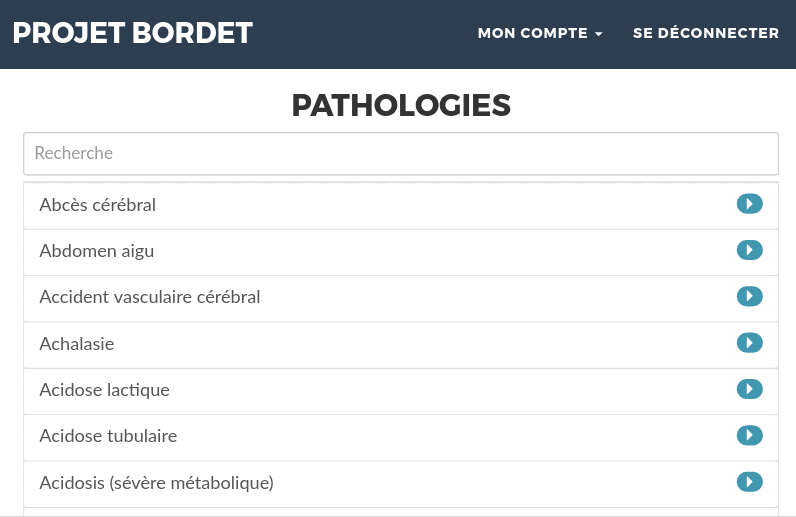 PROJET BORDET
MON COMPTE
SE DÉCONNECTER
PATHOLOGIES
Recherche
Abcès cérébral
Abdomen aigu
Accident vasculaire cérébral
Achalasie
Acidose lactique
Acidose tubulaire
Acidosis (sévère métabolique)